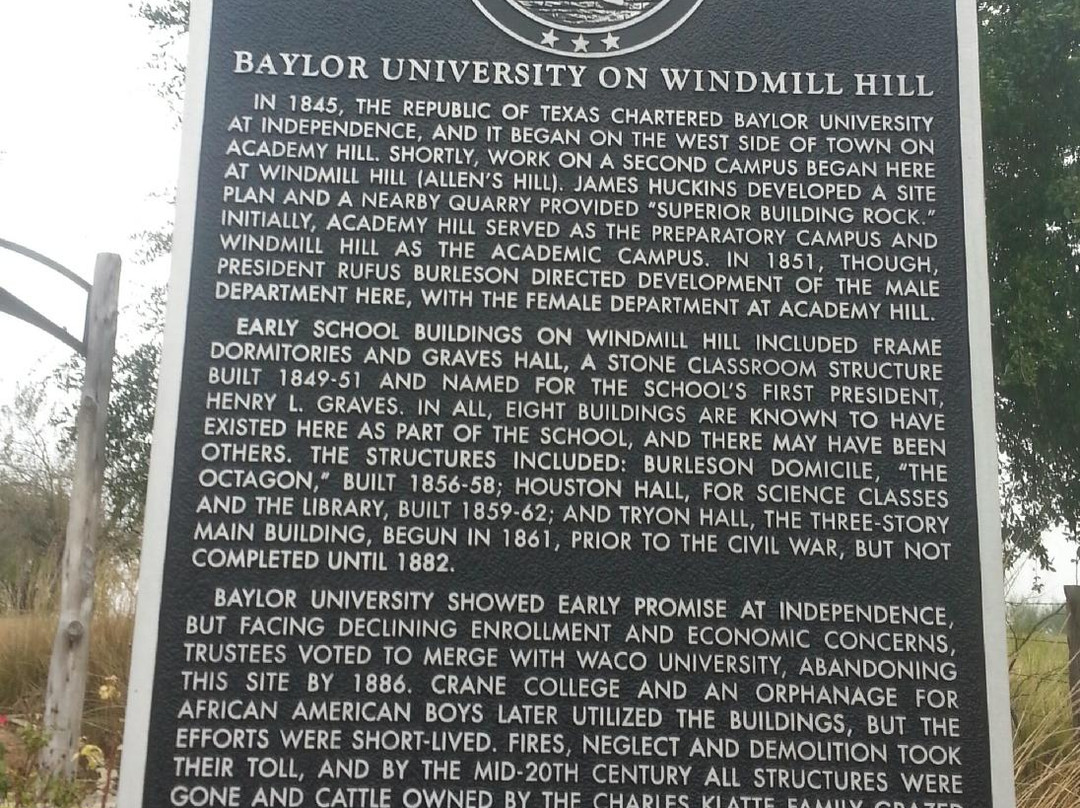 BAYLOR UNIVERSITY ON WINDMILL HILL
IN 1845, THE REPUBLIC OF TEXAS CHARTERED BAYLOR UNIVERSITY
AT INDEPENDENCE, AND IT BEGAN ON THE WEST SIDE OF TOWN ON
ACADEMY HILL. SHORTLY, WORK ON A SECOND CAMPUS BEGAN HERE
AT WINDMILL HILL (ALLEN'S HILL). JAMES HUCKINS DEVELOPED A SITE
PLAN AND A NEARBY QUARRY PROVIDED "SUPERIOR BUILDING ROCK."
INITIALLY, ACADEMY HILL SERVED AS THE PREPARATORY CAMPUS AND
WINDMILL HILL AS THE ACADEMIC CAMPUS. IN 1851, THOUGH,
PRESIDENT RUFUS BURLESON DIRECTED DEVELOPMENT OF THE MALE
DEPARTMENT HERE, WITH THE FEMALE DEPARTMENT AT ACADEMY HILL.
EARLY SCHOOL BUILDINGS ON WINDMILL HILL INCLUDED FRAME
DORMITORIES AND GRAVES HALL, A STONE CLASSROOM STRUCTURE
BUILT 1849-51 AND NAMED FOR THE SCHOOL'S FIRST PRESIDENT,
HENRY L. GRAVES. IN ALL, EIGHT BUILDINGS ARE KNOWN TO HAVE
EXISTED HERE AS PART OF THE SCHOOL, AND THERE MAY HAVE BEEN
OTHERS. THE STRUCTURES INCLUDED: BURLESON DOMICILE, "THE
OCTAGON," BUILT 1856-58; HOUSTON HALL, FOR SCIENCE CLASSES
AND THE LIBRARY, BUILT 1859-62; AND TRYON HALL, THE THREE-STORY
MAIN BUILDING, BEGUN IN 1861, PRIOR TO THE CIVIL WAR, BUT NOT
COMPLETED UNTIL 1882.
BAYLOR UNIVERSITY SHOWED EARLY PROMISE AT INDEPENDENCE,
BUT FACING DECLINING ENROLLMENT AND ECONOMIC CONCERNS,
TRUSTEES VOTED TO MERGE WITH WACO UNIVERSITY, ABANDONING
THIS SITE BY 1886. CRANE COLLEGE AND AN ORPHANAGE FOR
AFRICAN AMERICAN BOYS LATER UTILIZED THE BUILDINGS, BUT THE
EFFORTS WERE SHORT-LIVED. FIRES, NEGLECT AND DEMOLITION TOOK
THEIR TOLL, AND BY THE MID-20TH CENTURY ALL STRUCTURES WERE
GONE AND CATTLE OWNED BY THE CHARLES KLATTE FAMILY GRAZED